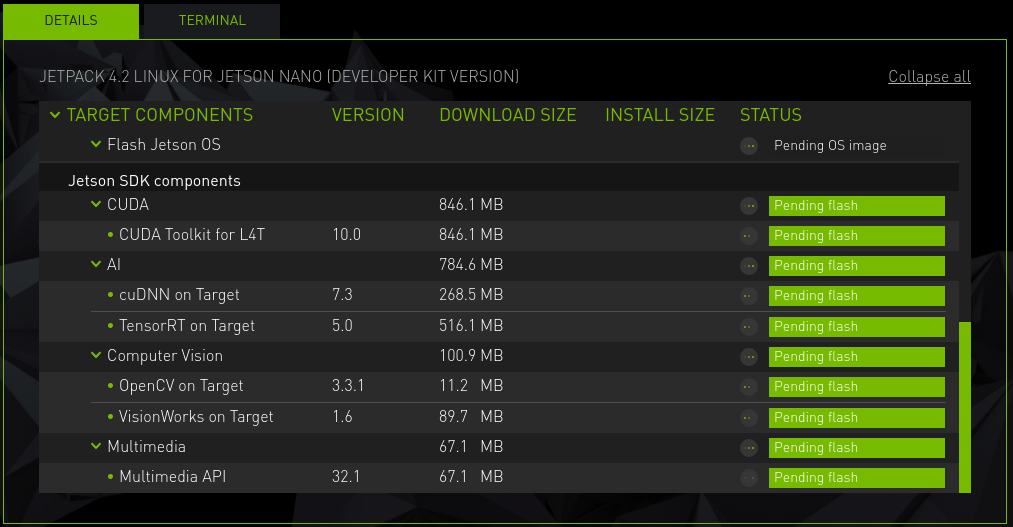 DETAILS TERMINAL
JETPACK 4.2 LINUX FOR JETSON NANO (DEVELOPER KIT VERSION) Collapse all
TARGET COMPONENTS VERSION DOWNLOAD SIZE INSTALL SIZE STATUS
Flash Jetson OS Pending OS image
Jetson SDK components
CUDA 846.1 MB Pending flash
CUDA Toolkit for L4T 10.0 846.1 MB Pending flash
AI 784.6 MB Pending flash
cuDNN on Target 7.3 268.5 MB Pending flash
TensorRT on Target 5.0 516.1 MB Pending flash
Computer Vision 100.9 MB Pending flash
OpenCV on Target 3.3.1 11.2 MB Pending flash
VisionWorks on Target 1.6 89.7 MB Pending flash
Multimedia 67.1 MB Pending flash
Multimedia API 32.1 67.1 MB Pending flash